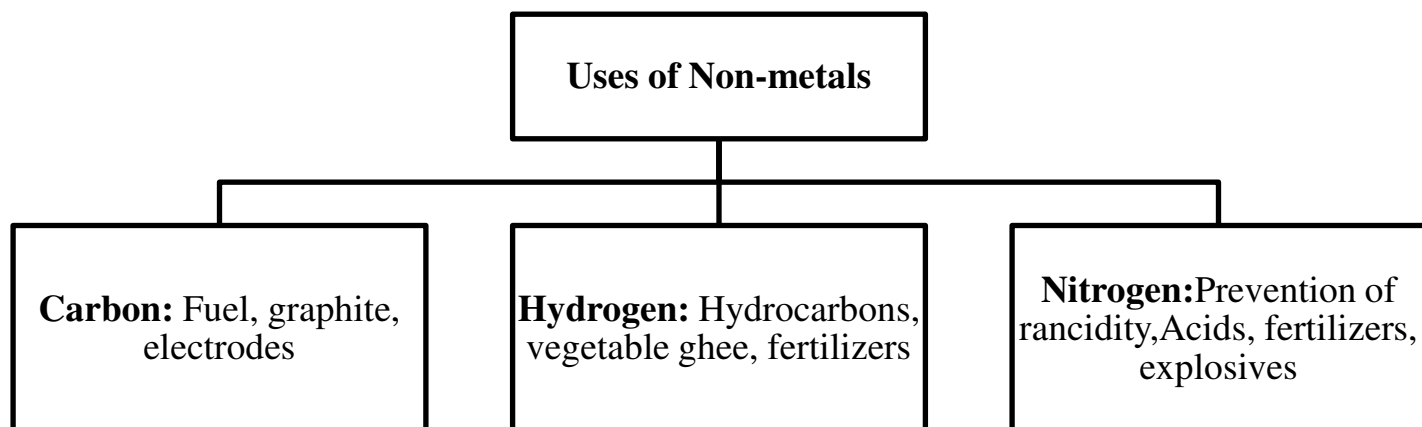 Uses of Non-metals
Carbon: Fuel, graphite,
electrodes
Hydrogen: Hydrocarbons,
vegetable ghee, fertilizers
Nitrogen:Prevention of
rancidity,Acids, fertilizers,
explosives